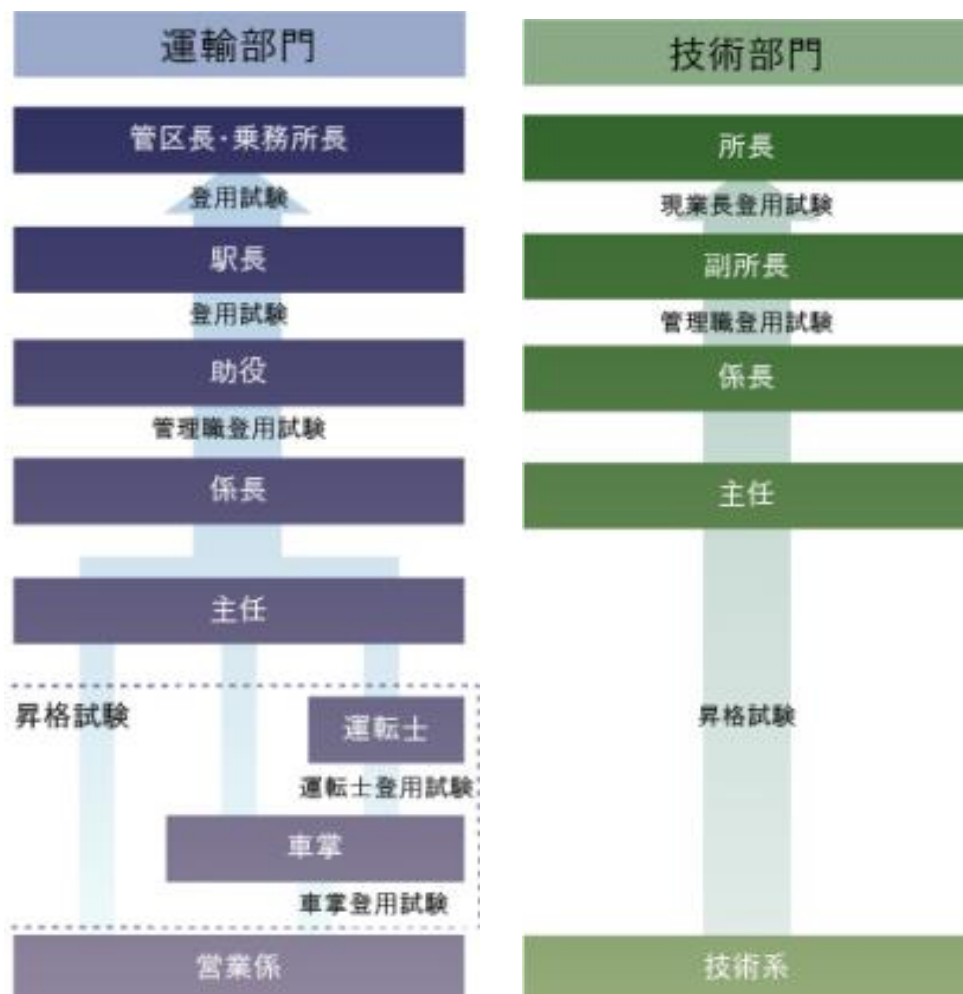 運輸部門
管区長・乗務所長
登用試験
駅長
登用試験
助役
管理職登用試験
係長
主任
昇格試験
運転士
運転士登用試験
車掌
車掌登用試験
営業係
技術部門
所長
現業長登用試験
副所長
管理職登用試験
係長
主任
昇格試験
技術系